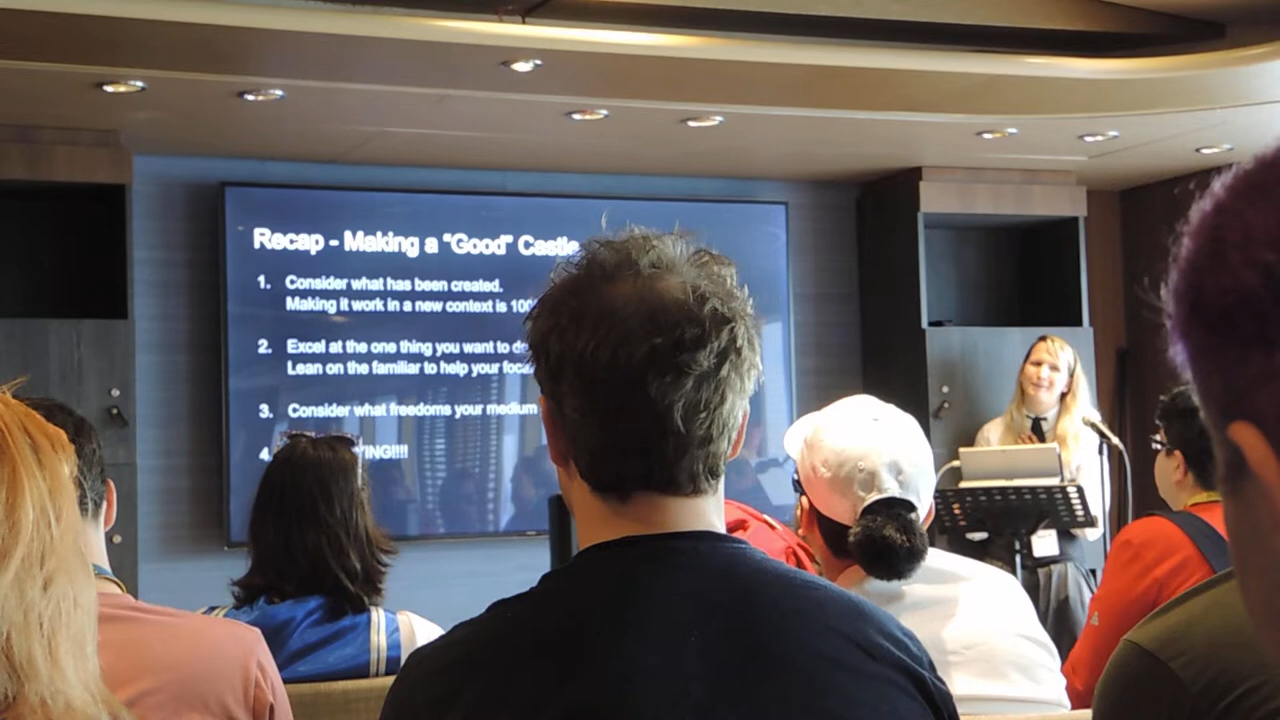 Recap - Making a "Good" Castle
1. Consider what has been created.
Making it work in a new context is
2. Excel at the one thing you want to
Lean on the familiar to help your
3. Consider what freedoms your medium
4.